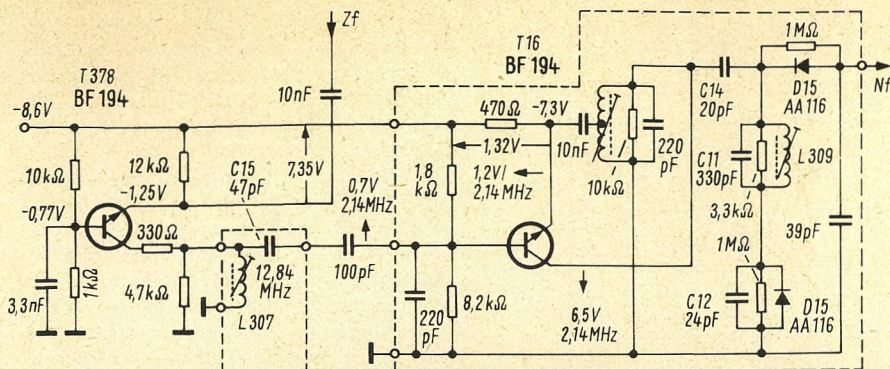 Zf
T378
BF 194
-8,6V
10nF
12kΩ
10kΩ
-1,25V
-0,77V
330Ω
3,3nF
1kΩ
4,7kΩ
7,35V
C15
47pF
12,84
MHz
L307
0,7V
2,14MHz
100pF
T16
BF 194
470Ω
-7,3V
1,32V
1,8
kΩ
1,2V/
2,14MHz
10nF
10kΩ
220
pF
220
pF
8,2kΩ
6,5V
2,14MHz
1MΩ
C14
20pF
D15
AA116
Nf
C11
330pF
L309
3,3kΩ
39pF
1MΩ
C12
24pF
D15
AA116